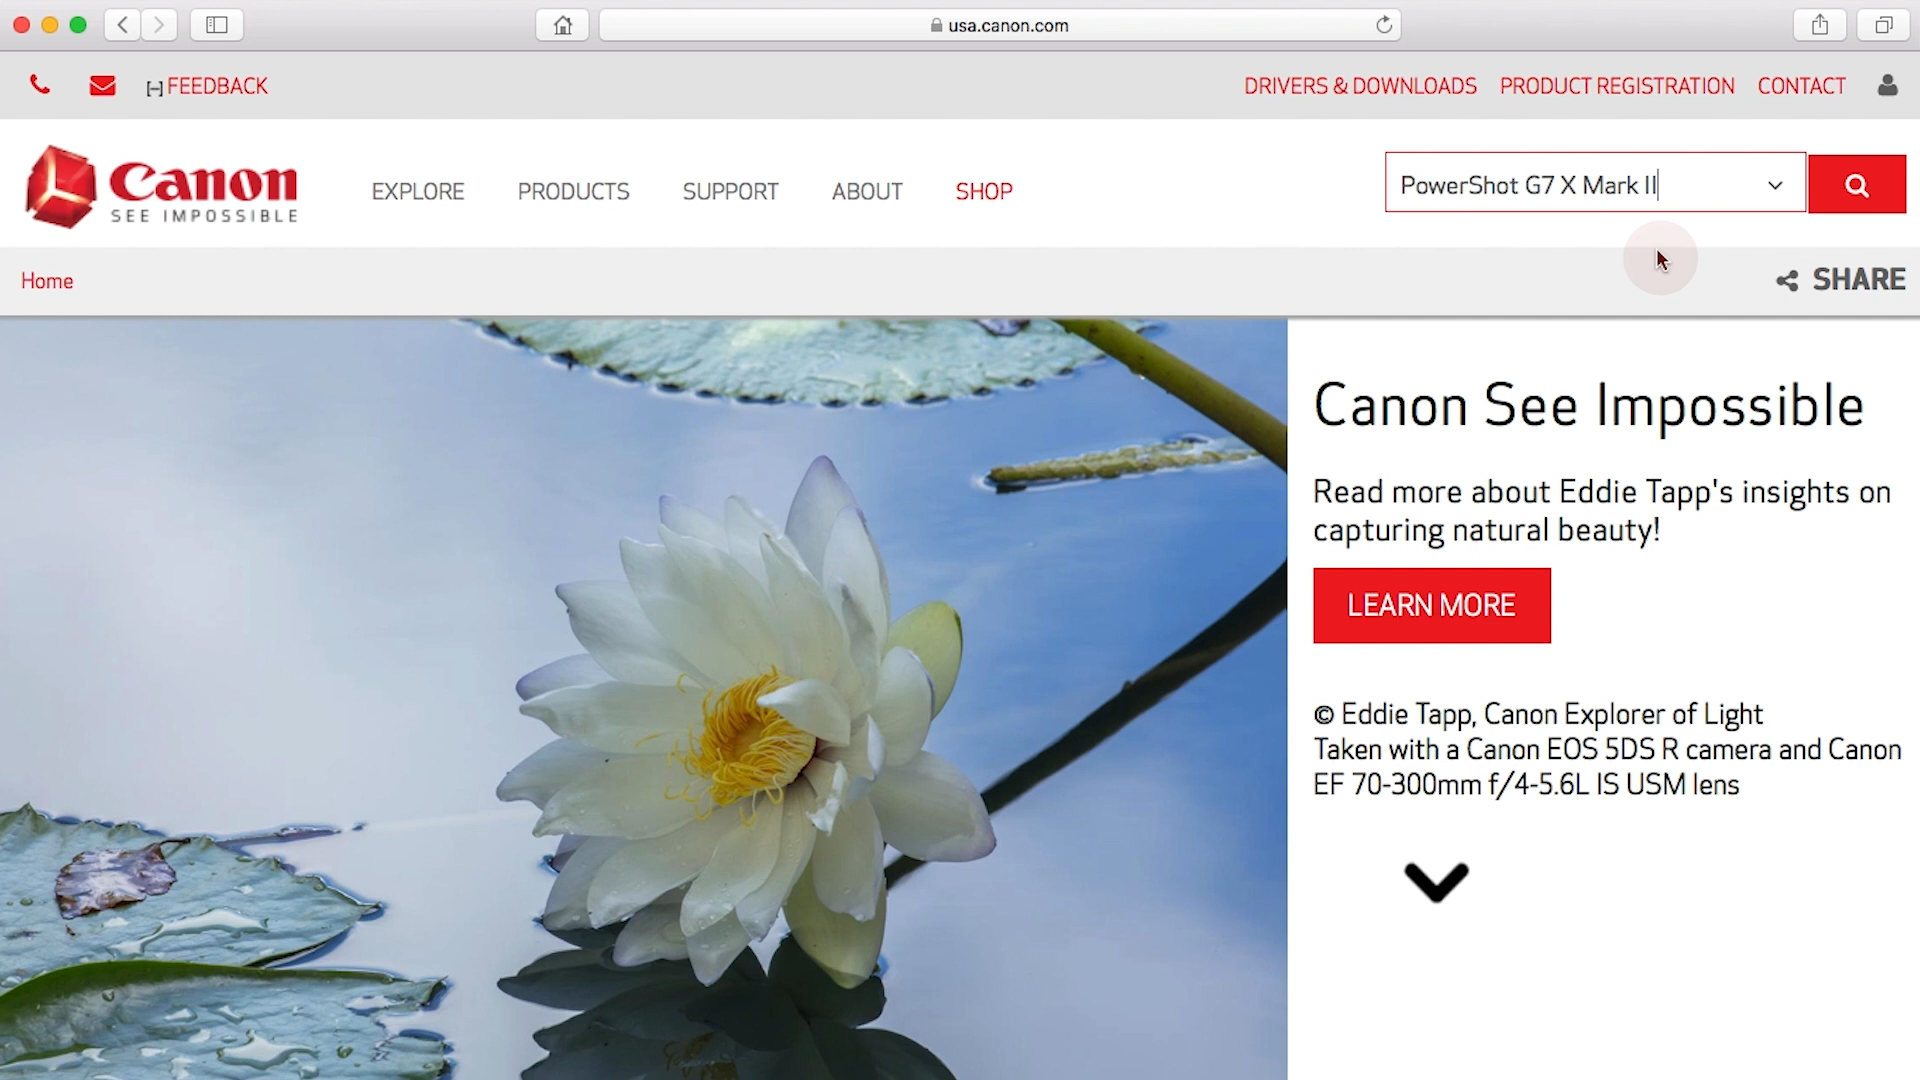 usa.canon.com
FEEDBACK
DRIVERS & DOWNLOADS
PRODUCT REGISTRATION
CONTACT
Canon
SEE IMPOSSIBLE
EXPLORE
PRODUCTS
SUPPORT
ABOUT
SHOP
PowerShot G7 X Mark II
Home
SHARE
Canon See Impossible
Read more about Eddie Tapp's insights on
capturing natural beauty!
LEARN MORE
© Eddie Tapp, Canon Explorer of Light
Taken with a Canon EOS 5DS R camera and Canon
EF 70-300mm f/4-5.6L IS USM lens